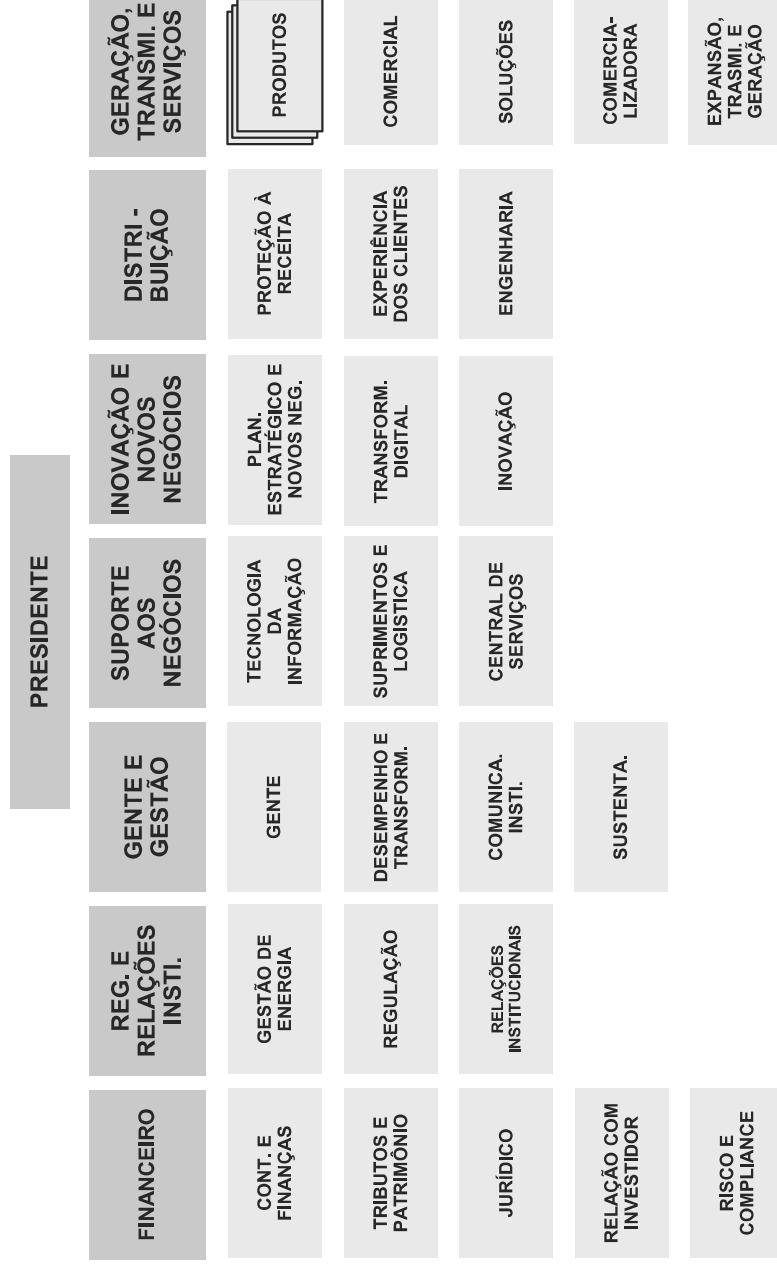 PRESIDENTE
FINANCEIRO
REG. E
RELAÇÕES
INSTI.
GENTE E
GESTÃO
SUPORTE
AOS
NEGÓCIOS
INOVAÇÃO E
NOVOS
NEGÓCIOS
DISTRI -
BUIÇÃO
GERAÇÃO,
TRANSMI. E
SERVIÇOS
CONT. E
FINANÇAS
GESTÃO DE
ENERGIA
GENTE
TECNOLOGIA
DA
INFORMAÇÃO
PLAN.
ESTRATÉGICO E
NOVOS NEG.
PROTEÇÃO À
RECEITA
PRODUTOS
TRIBUTOS E
PATRIMÔNIO
REGULAÇÃO
DESEMPENHO E
TRANSFORM.
SUPRIMENTOS E
LOGÍSTICA
TRANSFORM.
DIGITAL
EXPERIÊNCIA
DOS CLIENTES
COMERCIAL
JURÍDICO
RELAÇÕES
INSTITUCIONAIS
COMUNICA.
INSTI.
CENTRAL DE
SERVIÇOS
INOVAÇÃO
ENGENHARIA
SOLUÇÕES
RELAÇÃO COM
INVESTIDOR
SUSTENTA.
COMERCIA-
LIZADORA
RISCO E
COMPLIANCE
EXPANSÃO,
TRASMI. E
GERAÇÃO